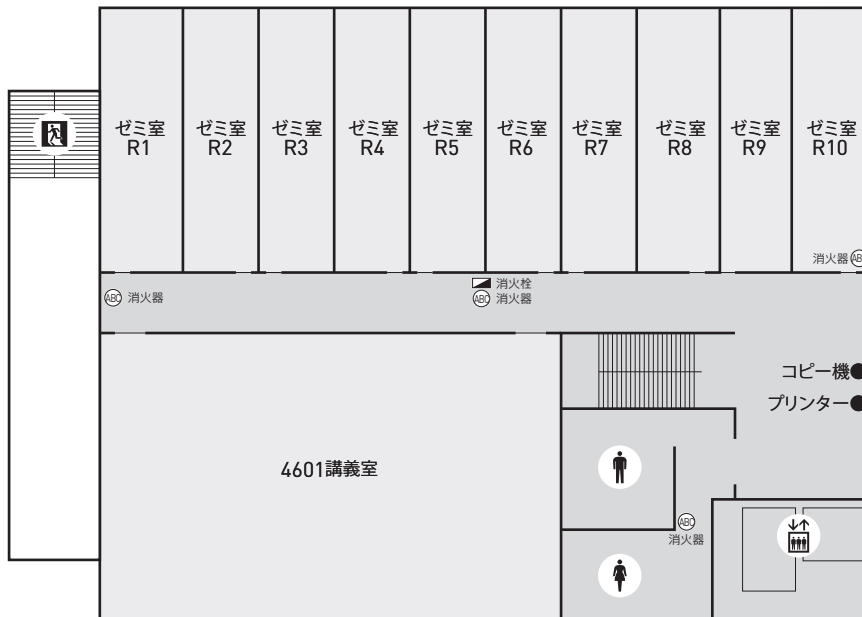 ゼミ室
R1
ゼミ室
R2
ゼミ室
R3
ゼミ室
R4
ゼミ室
R5
ゼミ室
R6
ゼミ室
R7
ゼミ室
R8
ゼミ室
R9
ゼミ室
R10
消火器 AB
ABC 消火器
消火栓
ABC 消火器
コピー機
プリンター
4601講義室
ABC
消火器